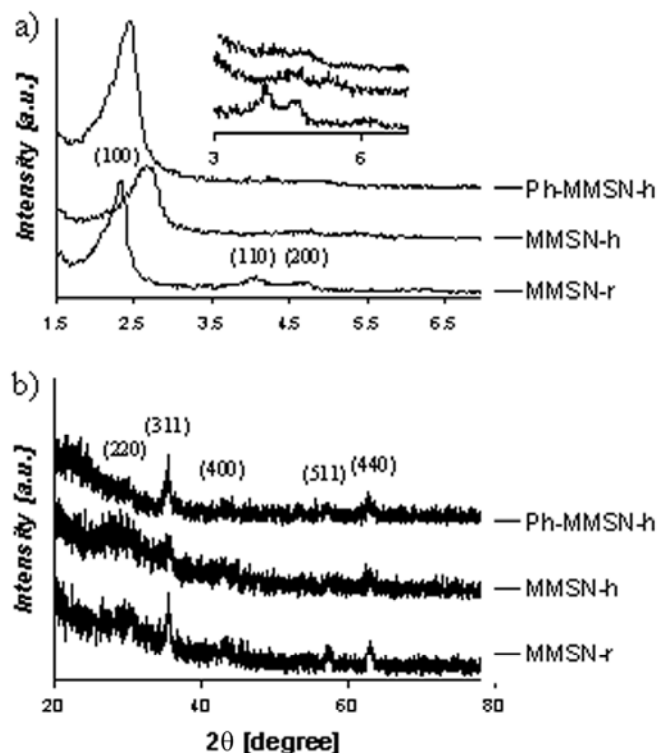 a)
Intensity [a.u.]
3 6
(100)
(110) (200)
Ph-MMSN-h
MMSN-h
MMSN-r
1.5 2.5 3.5 4.5 5.5 6.5
b)
Intensity [a.u.]
(220) (311) (400) (511) (440)
Ph-MMSN-h
MMSN-h
MMSN-r
20 40 60 80
2θ [degree]